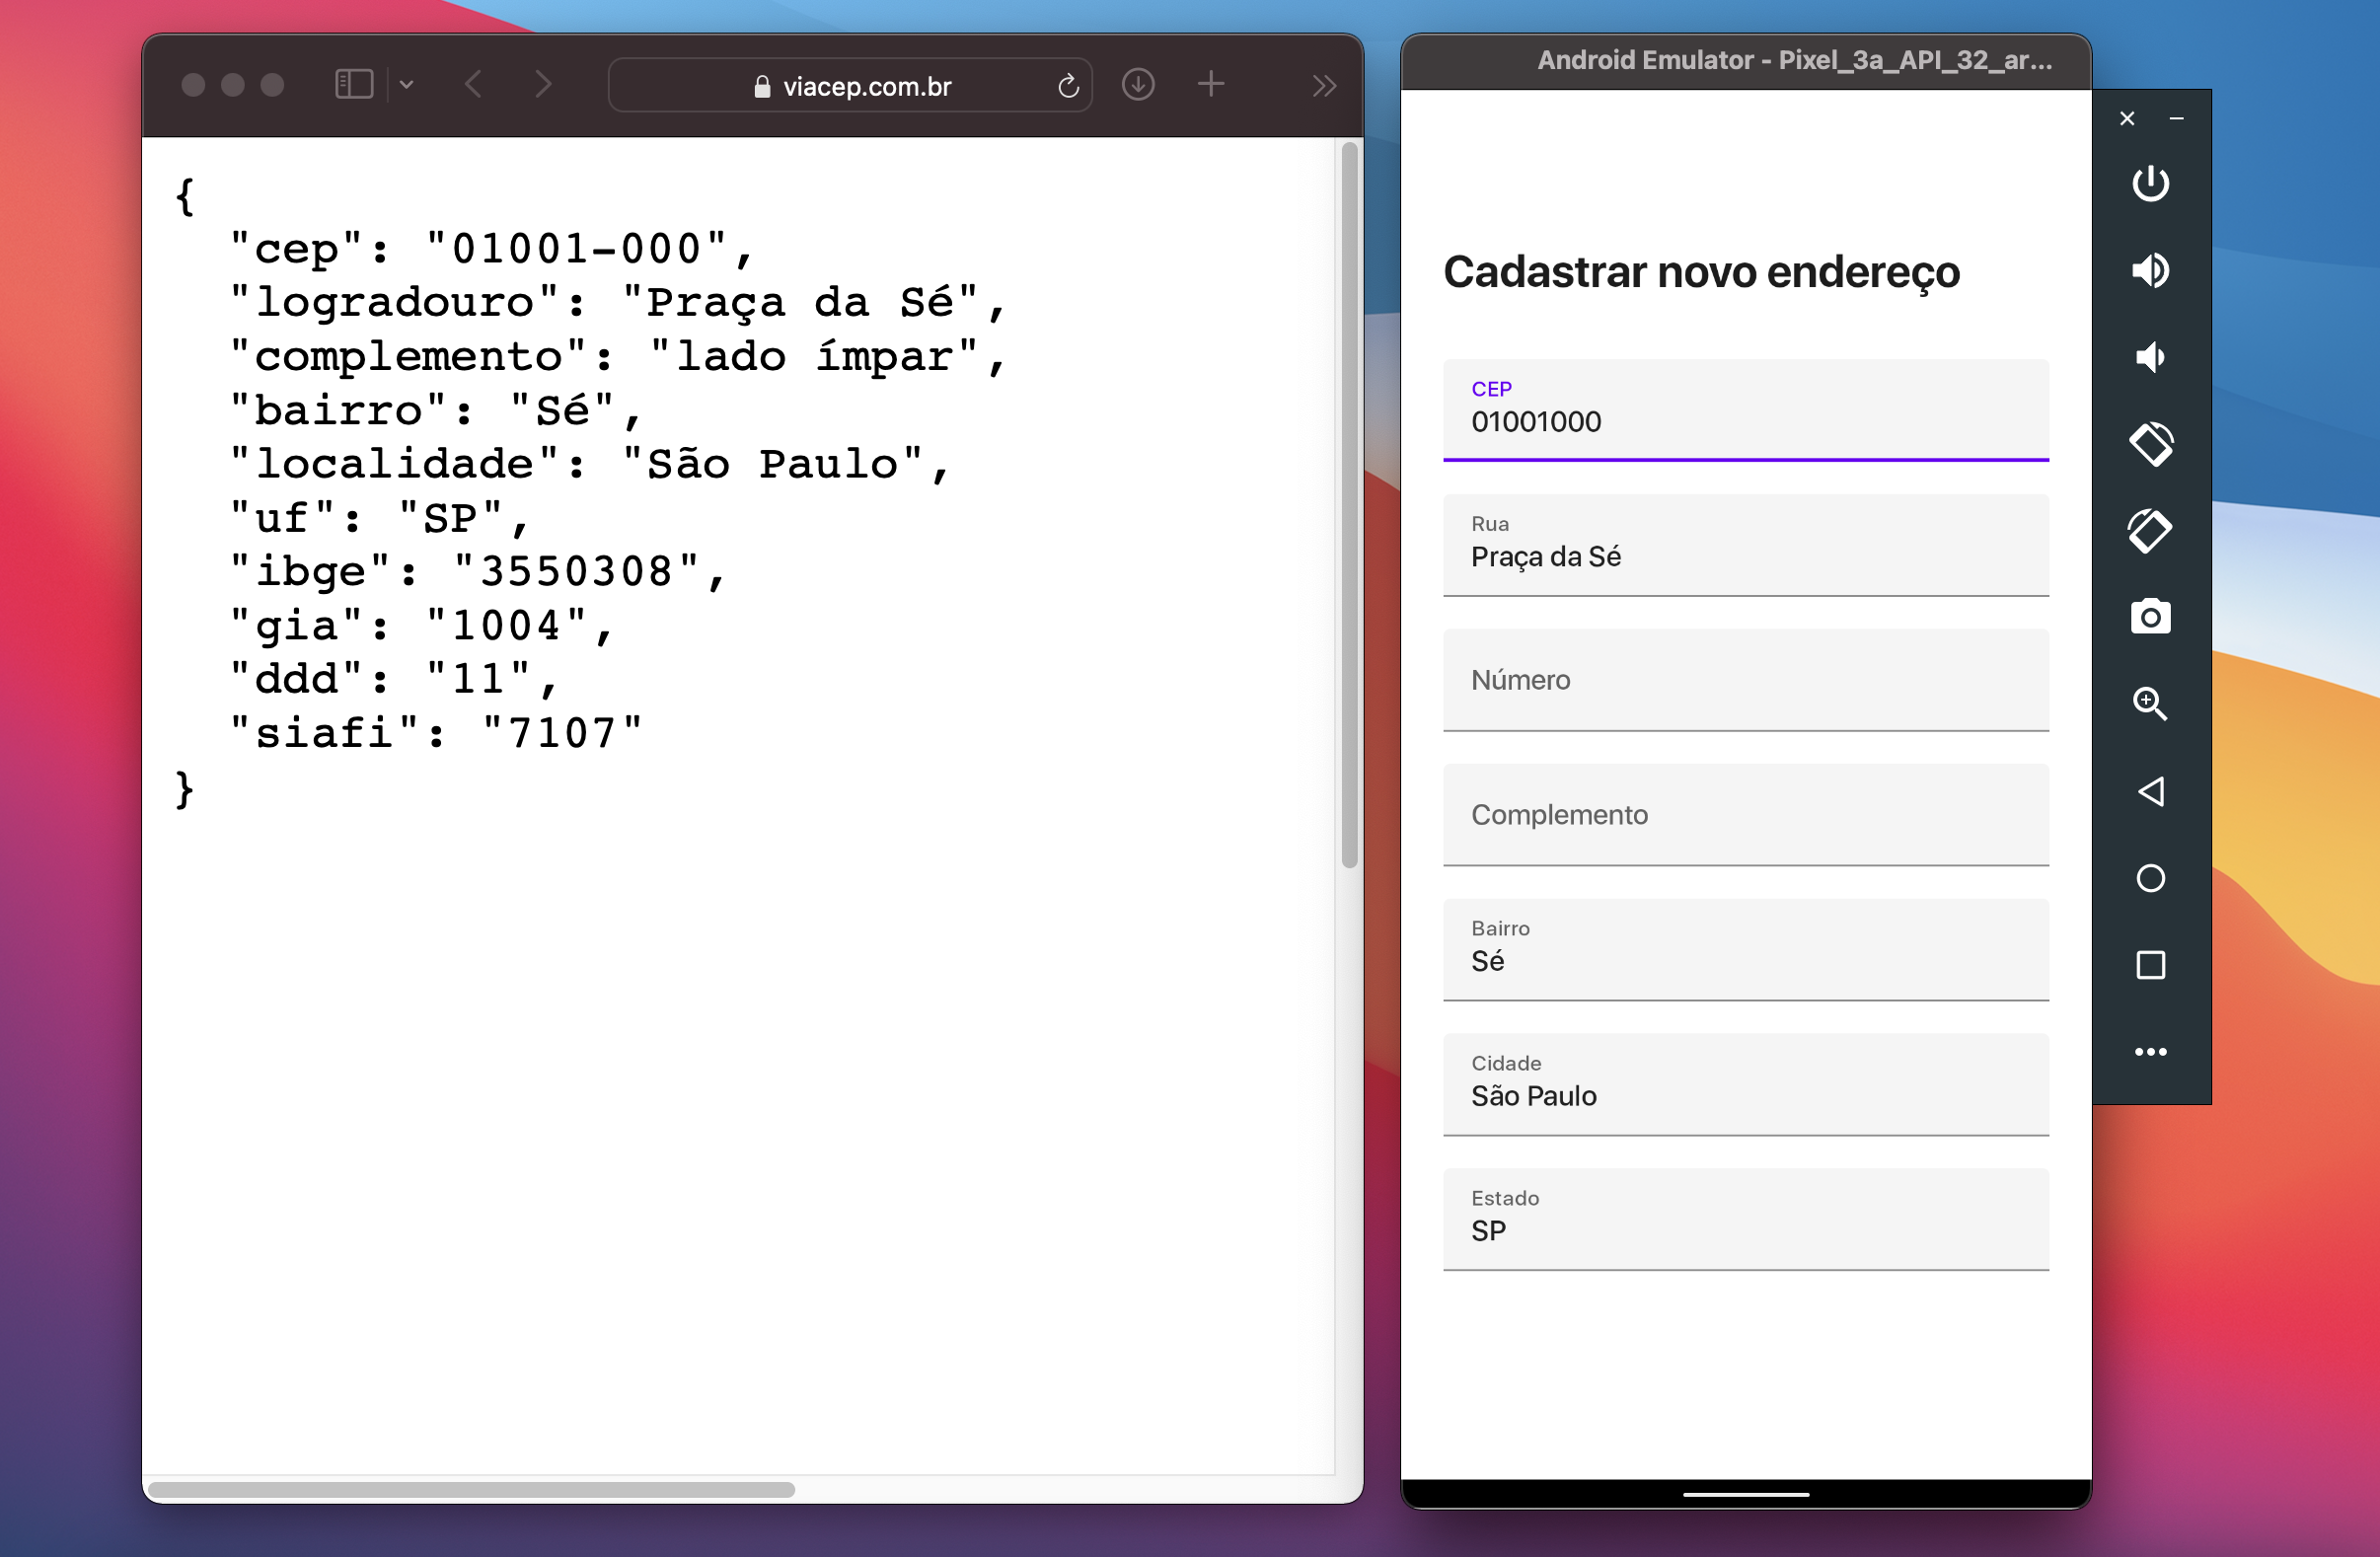 viacep.com.br
{
"cep": "01001-000",
"logradouro": "Praça da Sé",
"complemento": "lado ímpar",
"bairro": "Sé",
"localidade": "São Paulo",
"uf": "SP",
"ibge": "3550308",
"gia": "1004",
"ddd": "11",
"siafi": "7107"
}
Android Emulator - Pixel_3a_API_32_ar...
Cadastrar novo endereço
CEP
01001000
Rua
Praça da Sé
Número
Complemento
Bairro
Sé
Cidade
São Paulo
Estado
SP